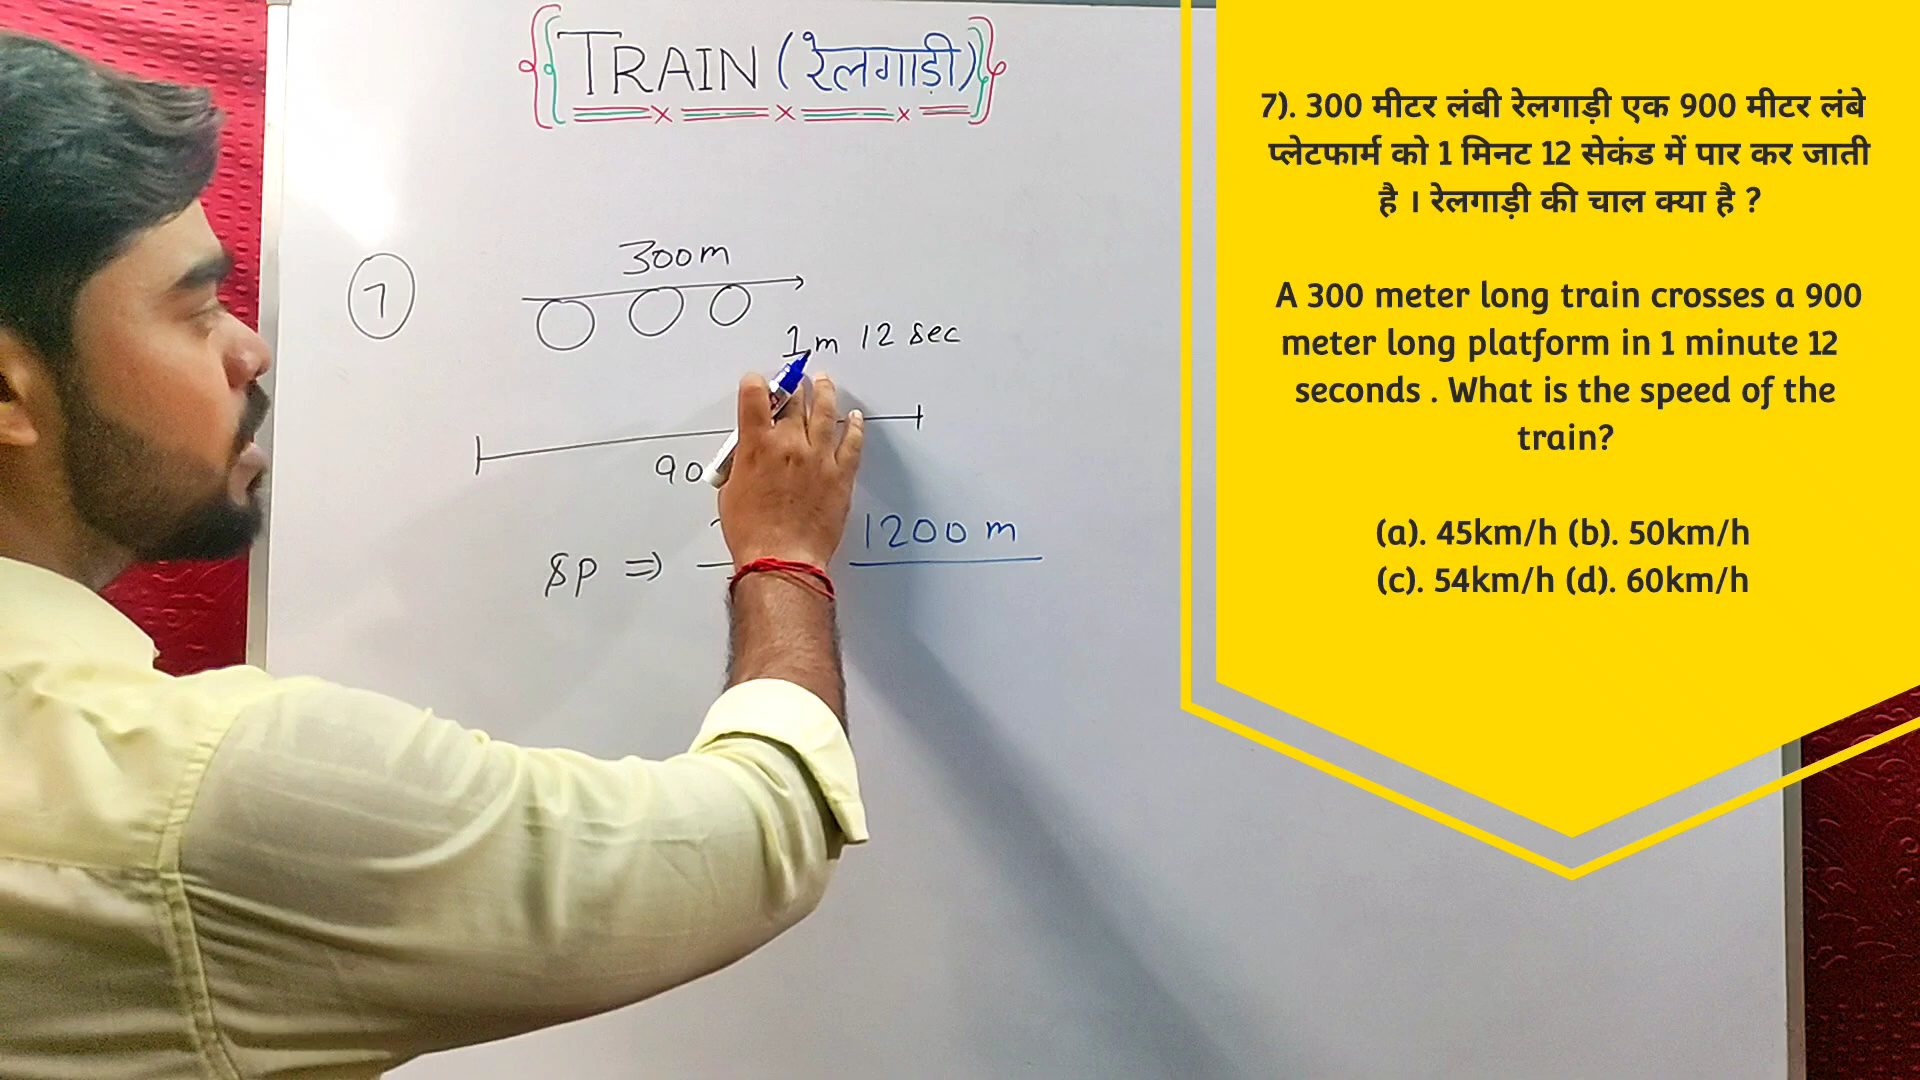 TRAIN (रेलगाड़ी)
7
300m
1m 12 sec
90
SP ⇒
1200 m
7). 300 मीटर लंबी रेलगाड़ी एक 900 मीटर लंबे
प्लेटफार्म को 1 मिनट 12 सेकंड में पार कर जाती
है । रेलगाड़ी की चाल क्या है ?
A 300 meter long train crosses a 900
meter long platform in 1 minute 12
seconds . What is the speed of the
train?
(a). 45km/h (b). 50km/h
(c). 54km/h (d). 60km/h